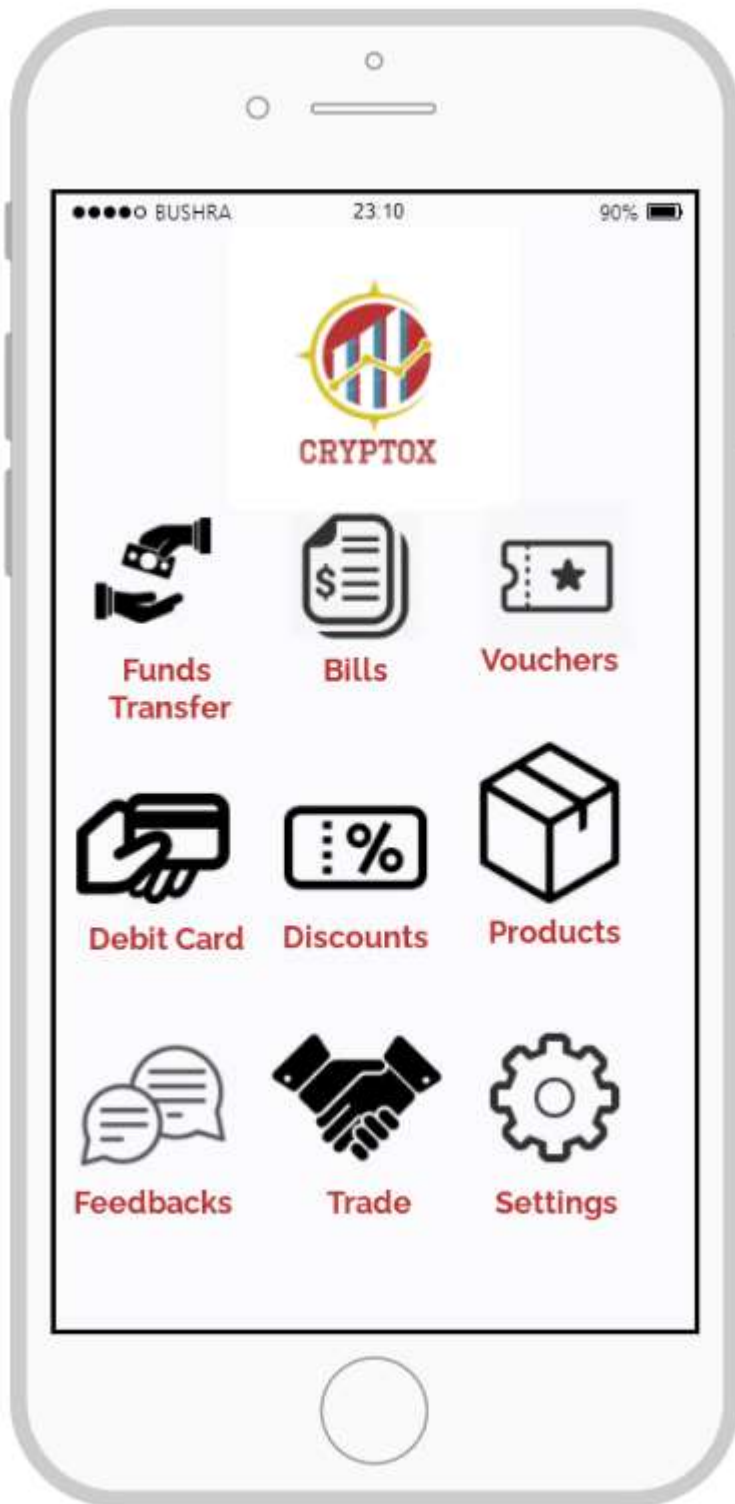 BUSHRA 23:10 90%
CRYPTOX
$
Funds
Transfer
Bills
Vouchers
%
Debit Card
Discounts
Products
Feedbacks
Trade
Settings